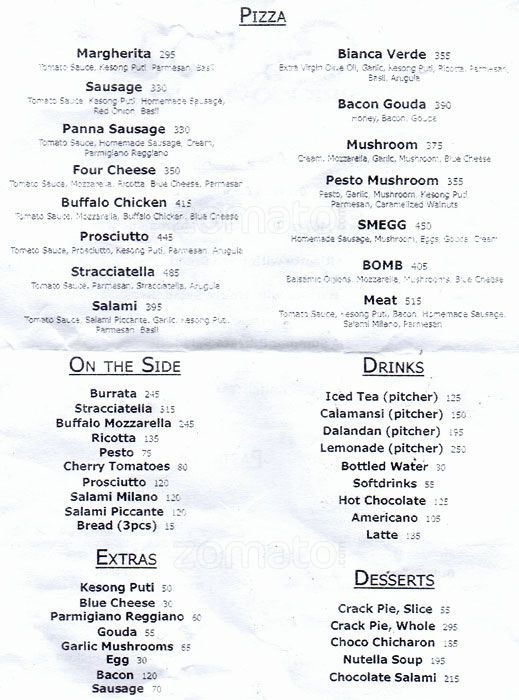 PIZZA
Margherita 295
Tomato Sauce, Kesong Puti, Parmesan, Basil
Sausage 330
Tomato Sauce, Kesong Puti, Homemade Sausage,
Red Onion, Basil
Panna Sausage 330
Tomato Sauce, Homemade Sausage, Cream,
Parmigiano Reggiano
Four Cheese 350
Tomato Sauce, Mozzarella, Ricotta, Blue Cheese, Parmesan
Buffalo Chicken 415
Tomato Sauce, Mozzarella, Buffalo Chicken, Blue Cheese
Prosciutto 445
Tomato Sauce, Prosciutto, Kesong Puti, Parmesan, Arugula
Stracciatella 485
Tomato Sauce, Parmesan, Stracciatella, Arugula
Salami 395
Tomato Sauce, Salami Piccante, Garlic, Kesong Puti,
Parmesan, Basil
Bianca Verde 355
Extra Virgin Olive Oil, Garlic, Kesong Puti, Ricotta, Parmesan,
Basil, Arugula
Bacon Gouda 390
Honey, Bacon, Gouda
Mushroom 375
Cream, Mozzarella, Garlic, Mushroom, Blue Cheese
Pesto Mushroom 355
Pesto, Garlic, Mushroom, Kesong Puti
Parmesan, Caramelized Walnuts
SMEGG 450
Homemade Sausage, Mushroom, Eggs, Gouda, Cream
BOMB 405
Balsamic Onions, Mozzarella, Mushrooms, Blue Cheese
Meat 515
Tomato Sauce, Kesong Puti, Bacon, Homemade Sausage,
Salami Milano, Parmesan
ON THE SIDE
Burrata 245
Stracciatella 315
Buffalo Mozzarella 245
Ricotta 135
Pesto 75
Cherry Tomatoes 80
Prosciutto 120
Salami Milano 120
Salami Piccante 120
Bread (3pcs) 15
EXTRAS
Kesong Puti 50
Blue Cheese 30
Parmigiano Reggiano 60
Gouda 55
Garlic Mushrooms 65
Egg 30
Bacon 120
Sausage 70
DRINKS
Iced Tea (pitcher) 125
Calamansi (pitcher) 150
Dalandan (pitcher) 195
Lemonade (pitcher) 250
Bottled Water 30
Softdrinks 55
Hot Chocolate 125
Americano 105
Latte 135
DESSERTS
Crack Pie, Slice 55
Crack Pie, Whole 295
Choco Chicharon 185
Nutella Soup 195
Chocolate Salami 215
zomato
zomato